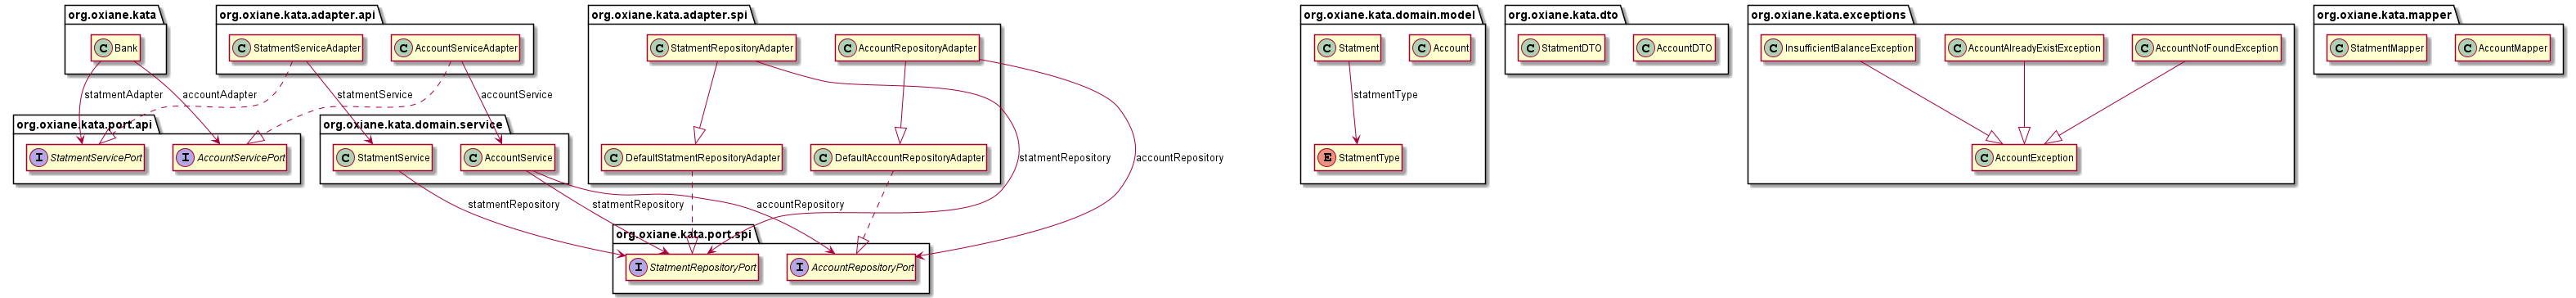 org.oxiane.kata
C Bank
org.oxiane.kata.adapter.api
C StatmentServiceAdapter
C AccountServiceAdapter
org.oxiane.kata.adapter.spi
C StatmentRepositoryAdapter
C AccountRepositoryAdapter
C DefaultStatmentRepositoryAdapter
C DefaultAccountRepositoryAdapter
org.oxiane.kata.domain.model
C Statment
C Account
statmentType
E StatmentType
org.oxiane.kata.dto
C StatmentDTO
C AccountDTO
org.oxiane.kata.exceptions
C InsufficientBalanceException
C AccountAlreadyExistException
C AccountNotFoundException
C AccountException
org.oxiane.kata.mapper
C StatmentMapper
C AccountMapper
statmentAdapter
accountAdapter
statmentService
accountService
org.oxiane.kata.port.api
I StatmentServicePort
I AccountServicePort
org.oxiane.kata.domain.service
C StatmentService
C AccountService
statmentRepository
accountRepository
statmentRepository
statmentRepository
accountRepository
org.oxiane.kata.port.spi
I StatmentRepositoryPort
I AccountRepositoryPort